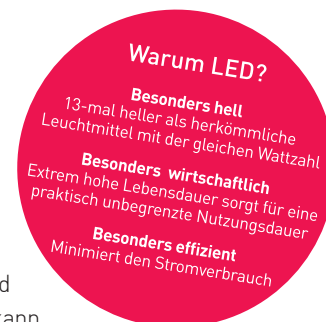 Warum LED?
Besonders hell
13-mal heller als herkömmliche
Leuchtmittel mit der gleichen Wattzahl
Besonders wirtschaftlich
Extrem hohe Lebensdauer sorgt für eine
praktisch unbegrenzte Nutzungsdauer
Besonders effizient
Minimiert den Stromverbrauch